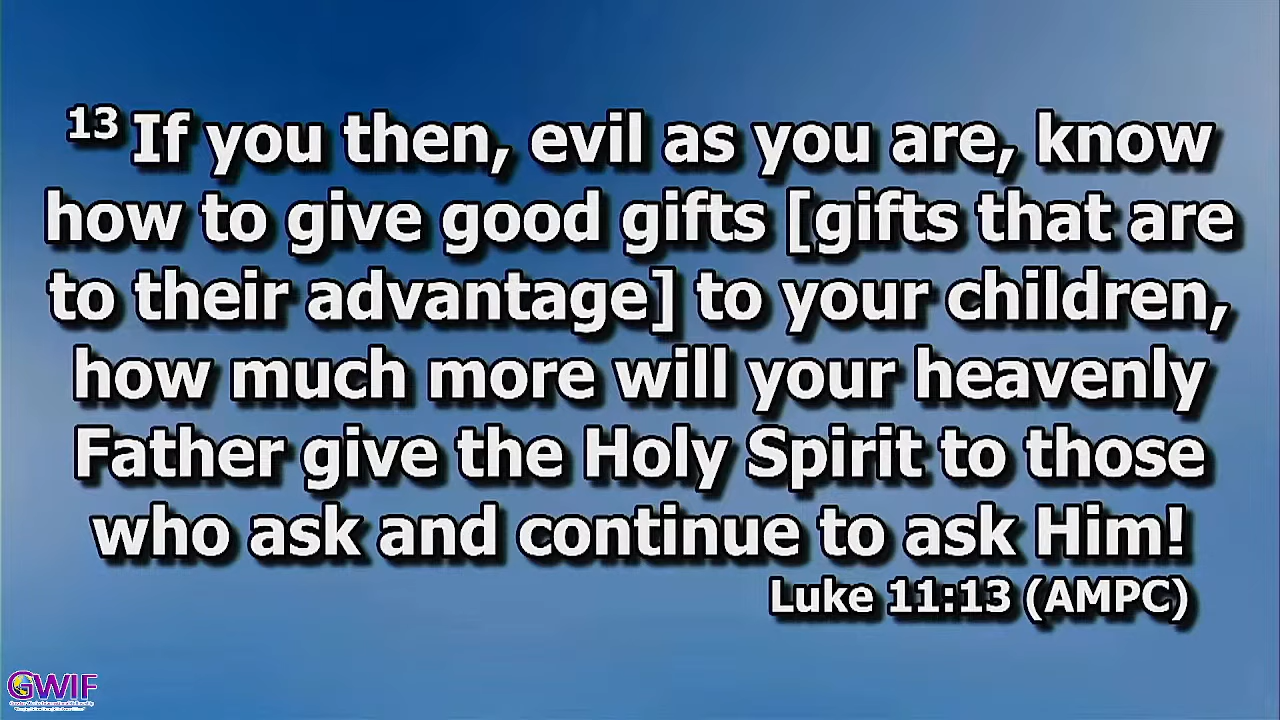 13 If you then, evil as you are, know
how to give good gifts [gifts that are
to their advantage] to your children,
how much more will your heavenly
Father give the Holy Spirit to those
who ask and continue to ask Him!
Luke 11:13 (AMPC)
GWIF